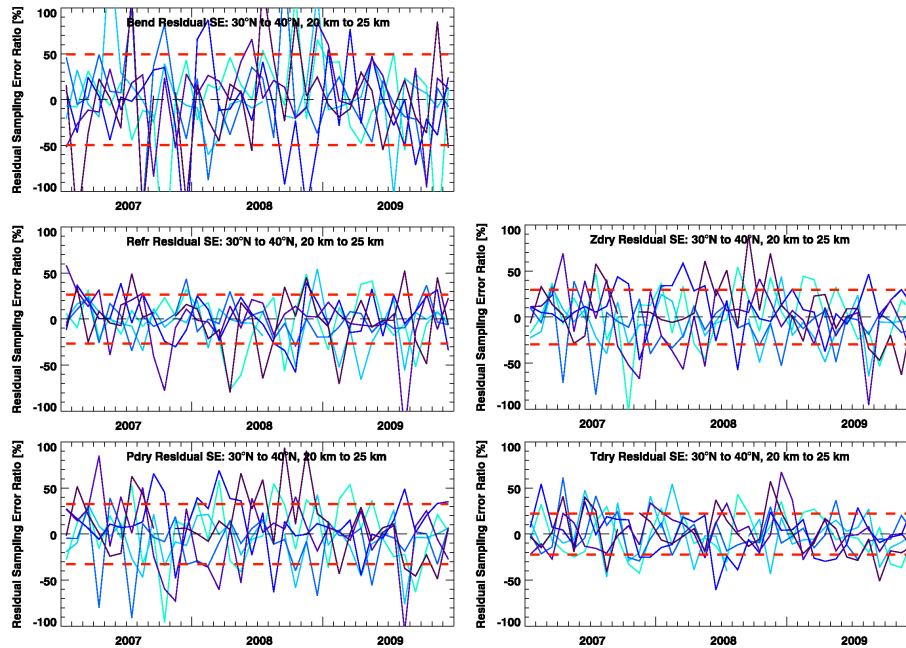 Bend Residual SE: 30°N to 40°N, 20 km to 25 km
Residual Sampling Error Ratio [%]
100
50
0
-50
-100
2007 2008 2009
Refr Residual SE: 30°N to 40°N, 20 km to 25 km
Residual Sampling Error Ratio [%]
100
50
0
-50
-100
2007 2008 2009
Zdry Residual SE: 30°N to 40°N, 20 km to 25 km
Residual Sampling Error Ratio [%]
100
50
0
-50
-100
2007 2008 2009
Pdry Residual SE: 30°N to 40°N, 20 km to 25 km
Residual Sampling Error Ratio [%]
100
50
0
-50
-100
2007 2008 2009
Tdry Residual SE: 30°N to 40°N, 20 km to 25 km
Residual Sampling Error Ratio [%]
100
50
0
-50
-100
2007 2008 2009